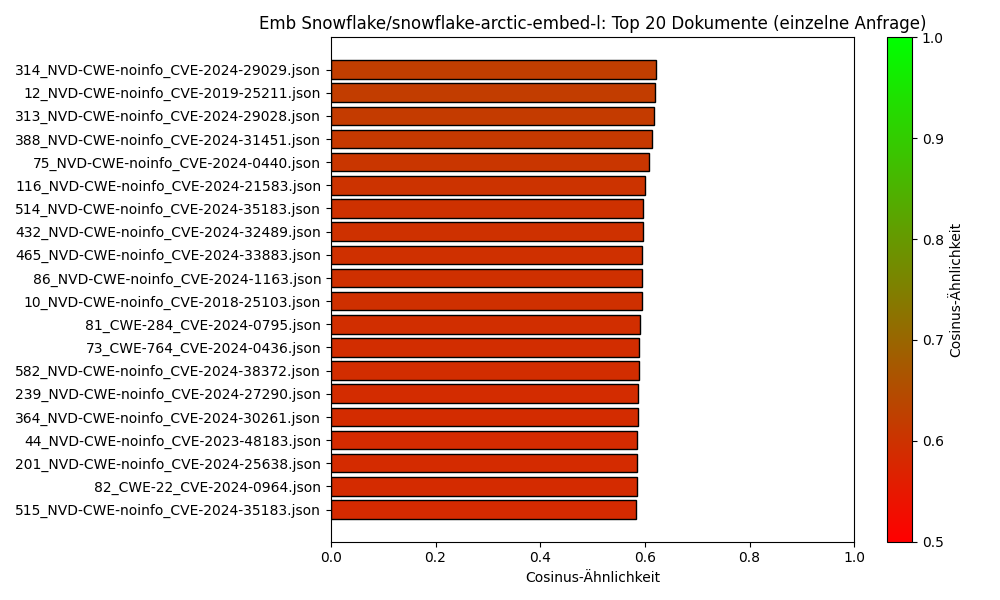 Emb Snowflake/snowflake-arctic-embed-l: Top 20 Dokumente (einzelne Anfrage)
314_NVD-CWE-noinfo_CVE-2024-29029.json
12_NVD-CWE-noinfo_CVE-2019-25211.json
313_NVD-CWE-noinfo_CVE-2024-29028.json
388_NVD-CWE-noinfo_CVE-2024-31451.json
75_NVD-CWE-noinfo_CVE-2024-0440.json
116_NVD-CWE-noinfo_CVE-2024-21583.json
514_NVD-CWE-noinfo_CVE-2024-35183.json
432_NVD-CWE-noinfo_CVE-2024-32489.json
465_NVD-CWE-noinfo_CVE-2024-33883.json
86_NVD-CWE-noinfo_CVE-2024-1163.json
10_NVD-CWE-noinfo_CVE-2018-25103.json
81_CWE-284_CVE-2024-0795.json
73_CWE-764_CVE-2024-0436.json
582_NVD-CWE-noinfo_CVE-2024-38372.json
239_NVD-CWE-noinfo_CVE-2024-27290.json
364_NVD-CWE-noinfo_CVE-2024-30261.json
44_NVD-CWE-noinfo_CVE-2023-48183.json
201_NVD-CWE-noinfo_CVE-2024-25638.json
82_CWE-22_CVE-2024-0964.json
515_NVD-CWE-noinfo_CVE-2024-35183.json
0.0 0.2 0.4 0.6 0.8 1.0
Cosinus-Ähnlichkeit
1.0
0.9
0.8
0.7
0.6
0.5
Cosinus-Ähnlichkeit